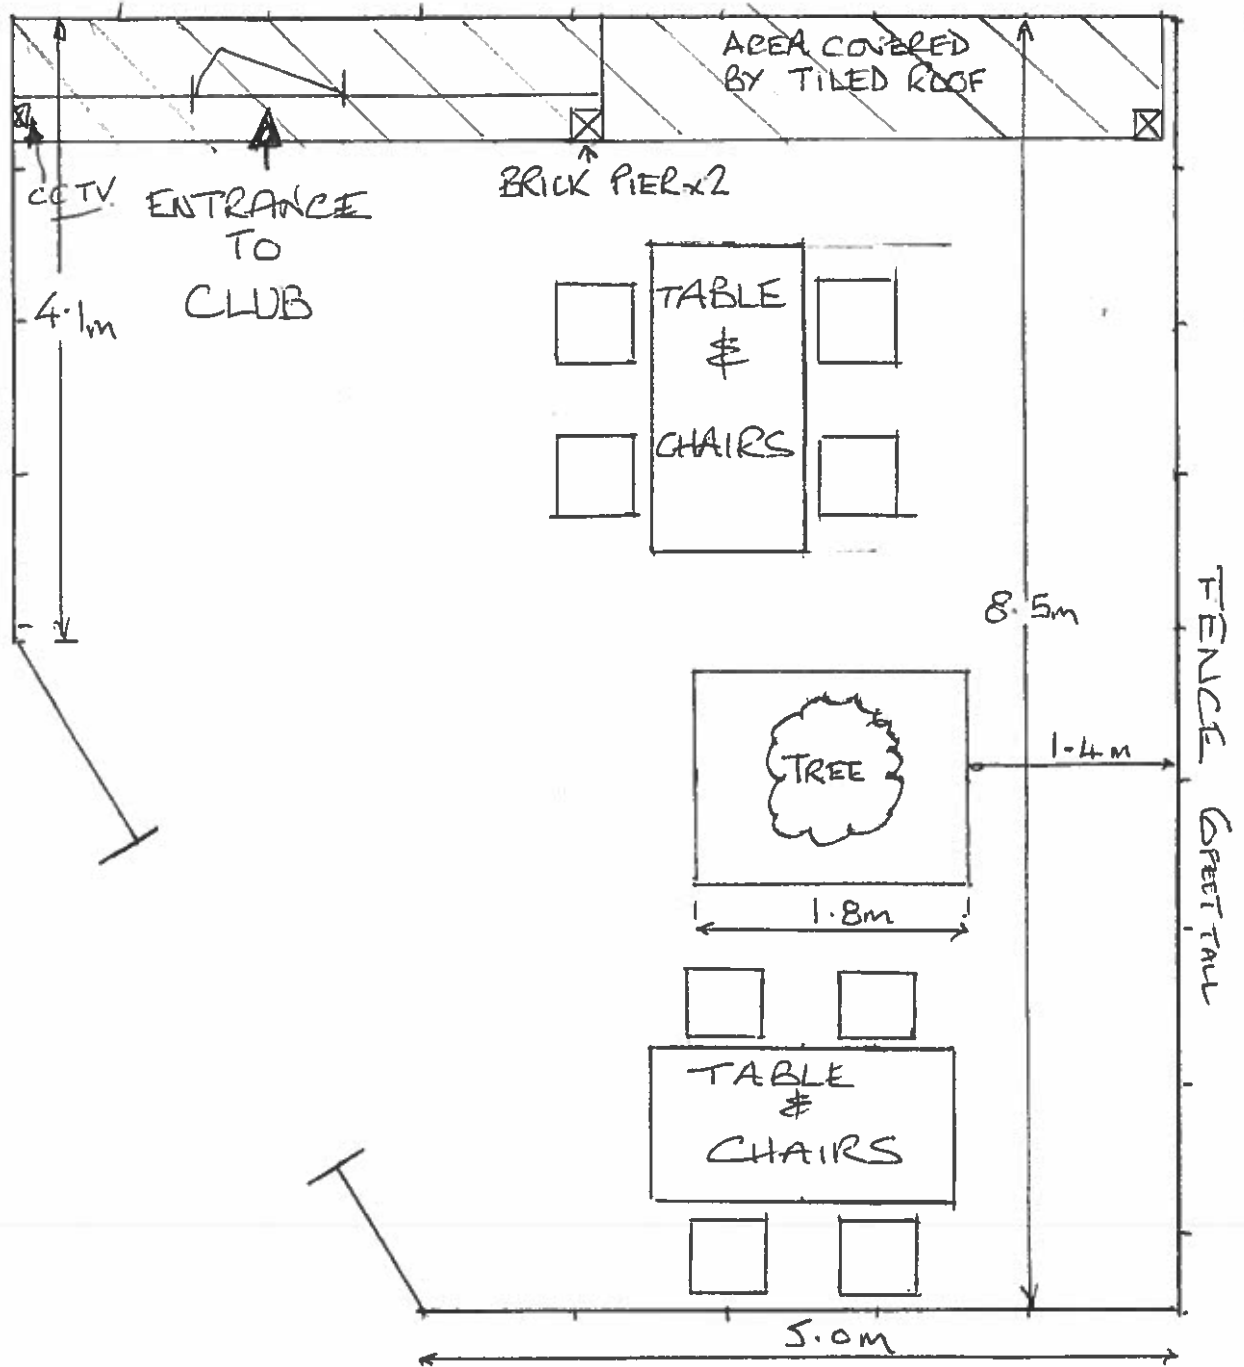 AREA COVERED
BY TILED ROOF
CCTV
ENTRANCE
TO
CLUB
BRICK PIER x2
4.1m
TABLE
&
CHAIRS
8.5m
FENCE 6FEET TALL
TREE
1.4m
1.8m
TABLE
&
CHAIRS
5.0m